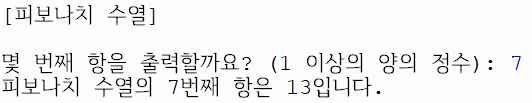 [피보나치 수열]
몇 번째 항을 출력할까요? (1 이상의 양의 정수): 7
피보나치 수열의 7번째 항은 13입니다.